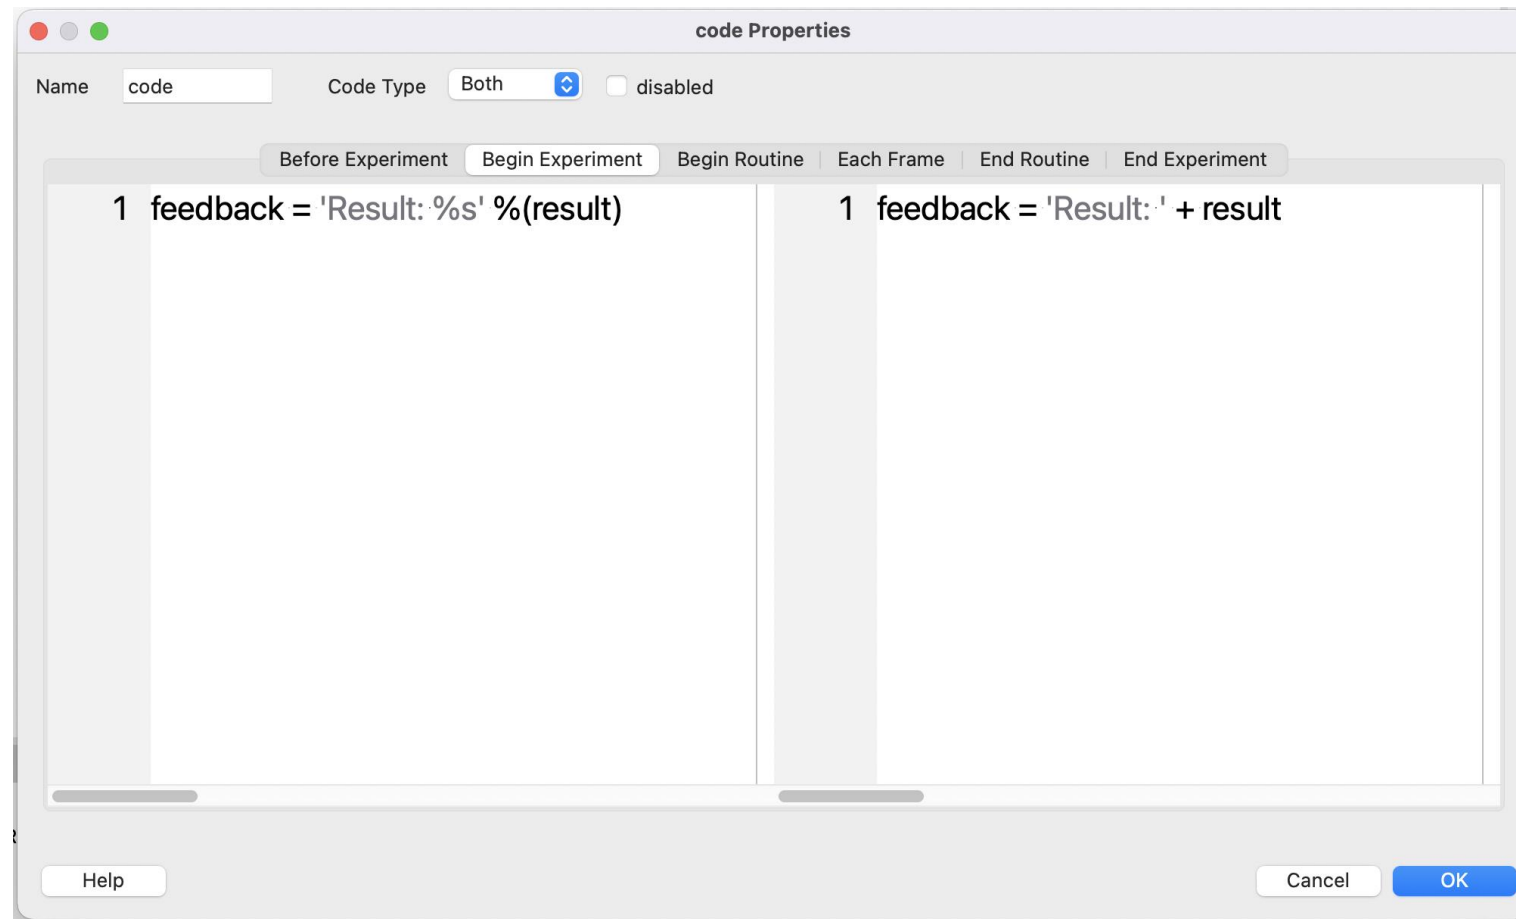 code Properties
Name code Code Type Both disabled
Before Experiment Begin Experiment Begin Routine Each Frame End Routine End Experiment
1 feedback = 'Result: %s' %(result)
1 feedback = 'Result: ' + result
R
Help Cancel OK